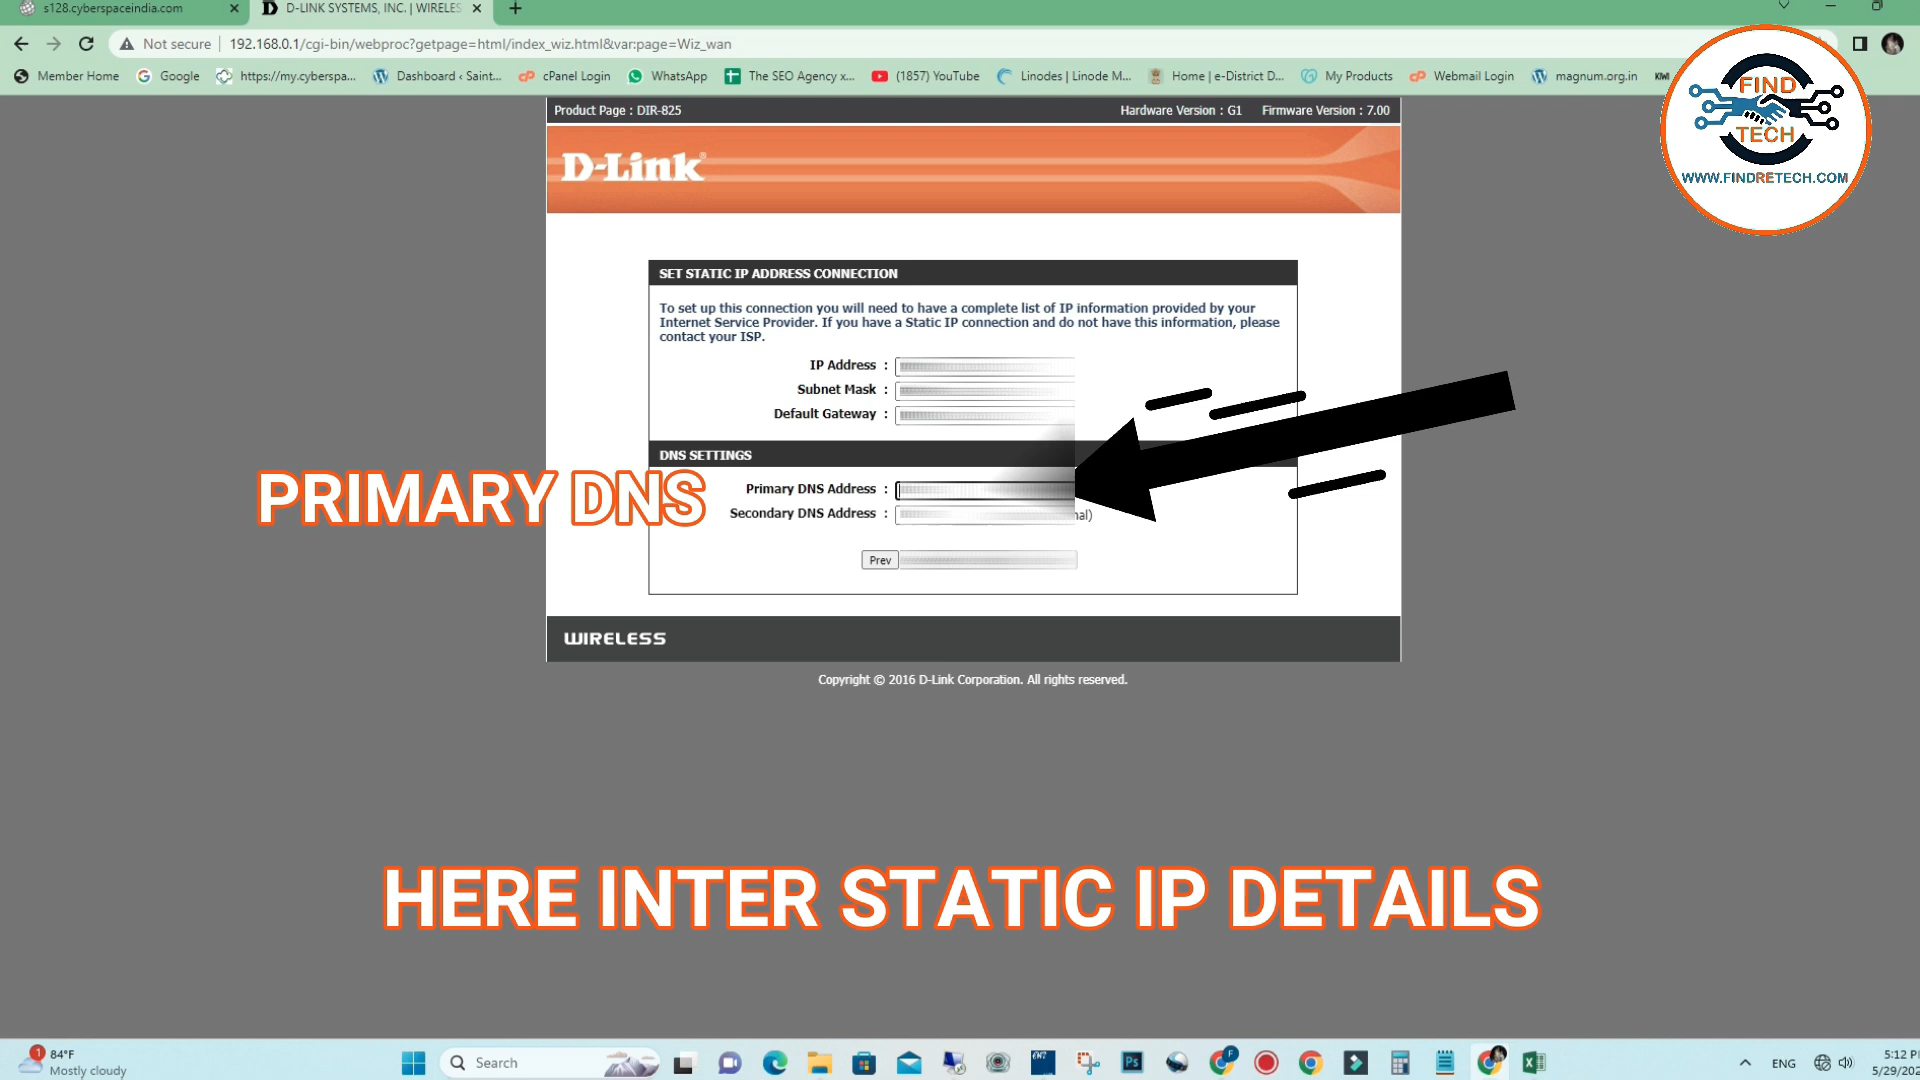 s128.cyberspaceindia.com
D-LINK SYSTEMS, INC. | WIRELES
Not secure
192.168.0.1/cgi-bin/webproc?getpage=html/index_wiz.html&var:page=Wiz_wan
Member Home
Google
https://my.cyberspa...
Dashboard ‹ Saint...
cPanel Login
WhatsApp
The SEO Agency x...
(1857) YouTube
Linodes | Linode M...
Home | e-District D...
My Products
Webmail Login
magnum.org.in
KIWI
FIND
TECH
WWW.FINDRETECH.COM
Product Page : DIR-825
Hardware Version : G1
Firmware Version : 7.00
D-Link
SET STATIC IP ADDRESS CONNECTION
To set up this connection you will need to have a complete list of IP information provided by your
Internet Service Provider. If you have a Static IP connection and do not have this information, please
contact your ISP.
IP Address :
Subnet Mask :
Default Gateway :
DNS SETTINGS
PRIMARY DNS
Primary DNS Address :
Secondary DNS Address :
nal)
Prev
WIRELESS
Copyright © 2016 D-Link Corporation. All rights reserved.
HERE INTER STATIC IP DETAILS
1
84°F
Mostly cloudy
Search
Ps
F
ENG
5:12 P
5/29/202